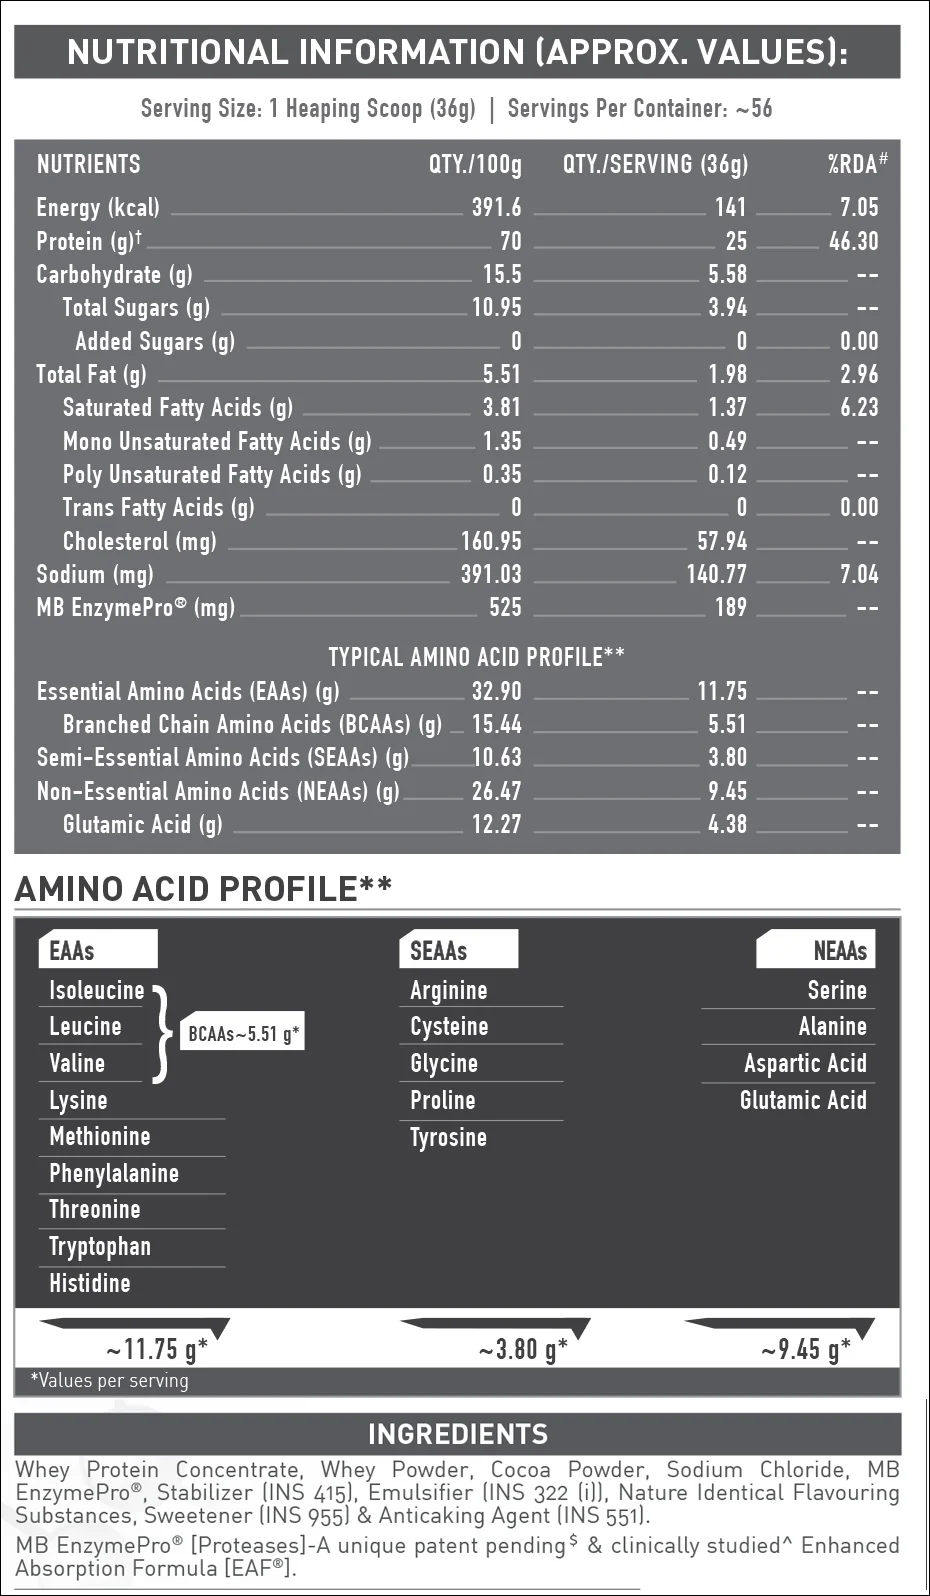 NUTRITIONAL INFORMATION (APPROX. VALUES):
Serving Size: 1 Heaping Scoop (36g) | Servings Per Container: ~56
NUTRIENTS QTY./100g QTY./SERVING (36g) %RDA#
Energy (kcal) 391.6 141 7.05
Protein (g)† 70 25 46.30
Carbohydrate (g) 15.5 5.58 --
Total Sugars (g) 10.95 3.94 --
Added Sugars (g) 0 0 0.00
Total Fat (g) 5.51 1.98 2.96
Saturated Fatty Acids (g) 3.81 1.37 6.23
Mono Unsaturated Fatty Acids (g) 1.35 0.49 --
Poly Unsaturated Fatty Acids (g) 0.35 0.12 --
Trans Fatty Acids (g) 0 0 0.00
Cholesterol (mg) 160.95 57.94 --
Sodium (mg) 391.03 140.77 7.04
MB EnzymePro® (mg) 525 189 --
TYPICAL AMINO ACID PROFILE**
Essential Amino Acids (EAAs) (g) 32.90 11.75 --
Branched Chain Amino Acids (BCAAs) (g) 15.44 5.51 --
Semi-Essential Amino Acids (SEAAs) (g) 10.63 3.80 --
Non-Essential Amino Acids (NEAAs) (g) 26.47 9.45 --
Glutamic Acid (g) 12.27 4.38 --
AMINO ACID PROFILE**
EAAs SEAAs NEAAs
Isoleucine Arginine Serine
Leucine BCAAs~5.51 g* Cysteine Alanine
Valine Glycine Aspartic Acid
Lysine Proline Glutamic Acid
Methionine Tyrosine
Phenylalanine
Threonine
Tryptophan
Histidine
~11.75 g* ~3.80 g* ~9.45 g*
*Values per serving
INGREDIENTS
Whey Protein Concentrate, Whey Powder, Cocoa Powder, Sodium Chloride, MB
EnzymePro®, Stabilizer (INS 415), Emulsifier (INS 322 (i)), Nature Identical Flavouring
Substances, Sweetener (INS 955) & Anticaking Agent (INS 551).
MB EnzymePro® [Proteases]-A unique patent pending$ & clinically studied^ Enhanced
Absorption Formula [EAF®].